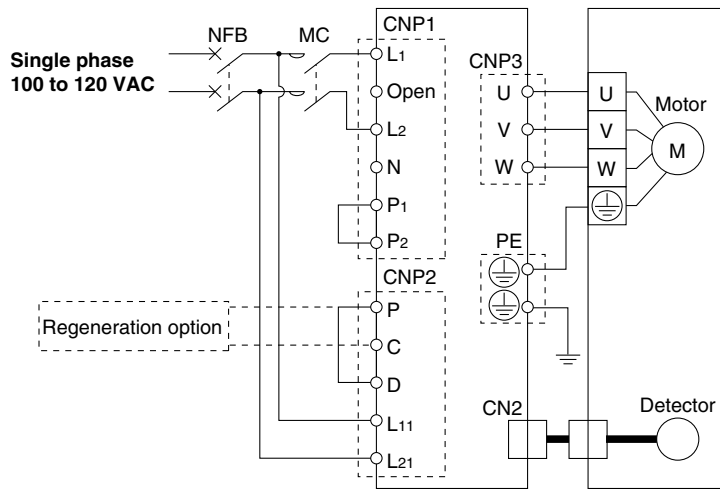 Single phase
100 to 120 VAC
NFB
MC
CNP1
L1
Open
L2
N
P1
P2
CNP2
P
C
D
L11
L21
Regeneration option
CNP3
U
V
W
PE
CN2
U
V
W
Motor
M
Detector